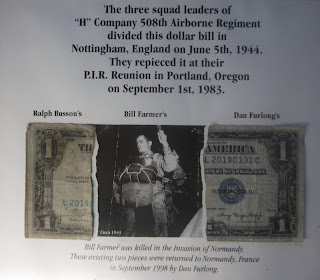 The three squad leaders of
"H" Company 508th Airborne Regiment
divided this dollar bill in
Nottingham, England on June 5th, 1944.
They repieced it at their
P.I.R. Reunion in Portland, Oregon
on September 1st, 1983.
Ralph Busson's Bill Farmer's Dan Furlong's
L 20190331 C
Circa 1943
Bill Farmer was killed in the Invasion of Normandy.
These existing two pieces were returned to Normandy, France
in September 1998 by Dan Furlong.